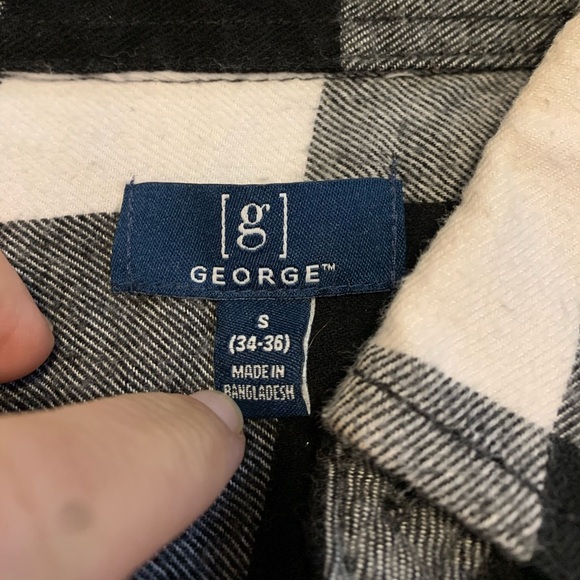 [g]
GEORGE™
S
(34-36)
MADE IN
BANGLADESH